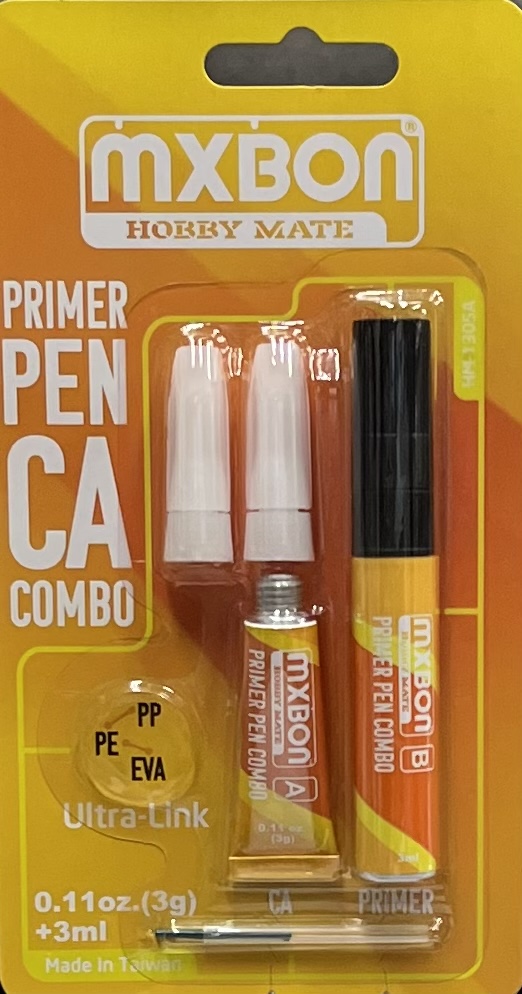 mxBon®
HOBBY MATE
PRIMER
PEN
CA
COMBO
HM-1305A
PP
PE
EVA
Ultra-Link
mxBon
HOBBY MATE
PRIMER PEN COMBO
A
0.11 oz
(3g)
mxBon
HOBBY MATE
PRIMER PEN COMBO
B
3ml
CA
PRIMER
0.11oz.(3g)
+3ml
Made in Taiwan